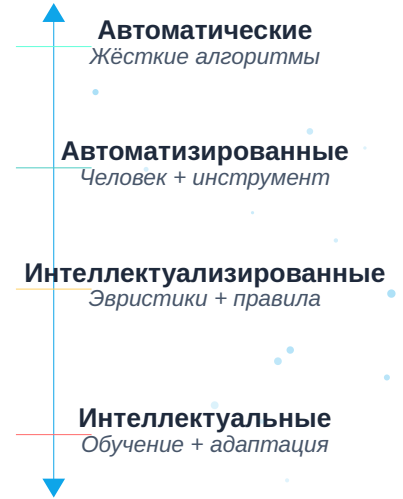 Автоматические
Жёсткие алгоритмы
Автоматизированные
Человек + инструмент
Интеллектуализированные
Эвристики + правила
Интеллектуальные
Обучение + адаптация